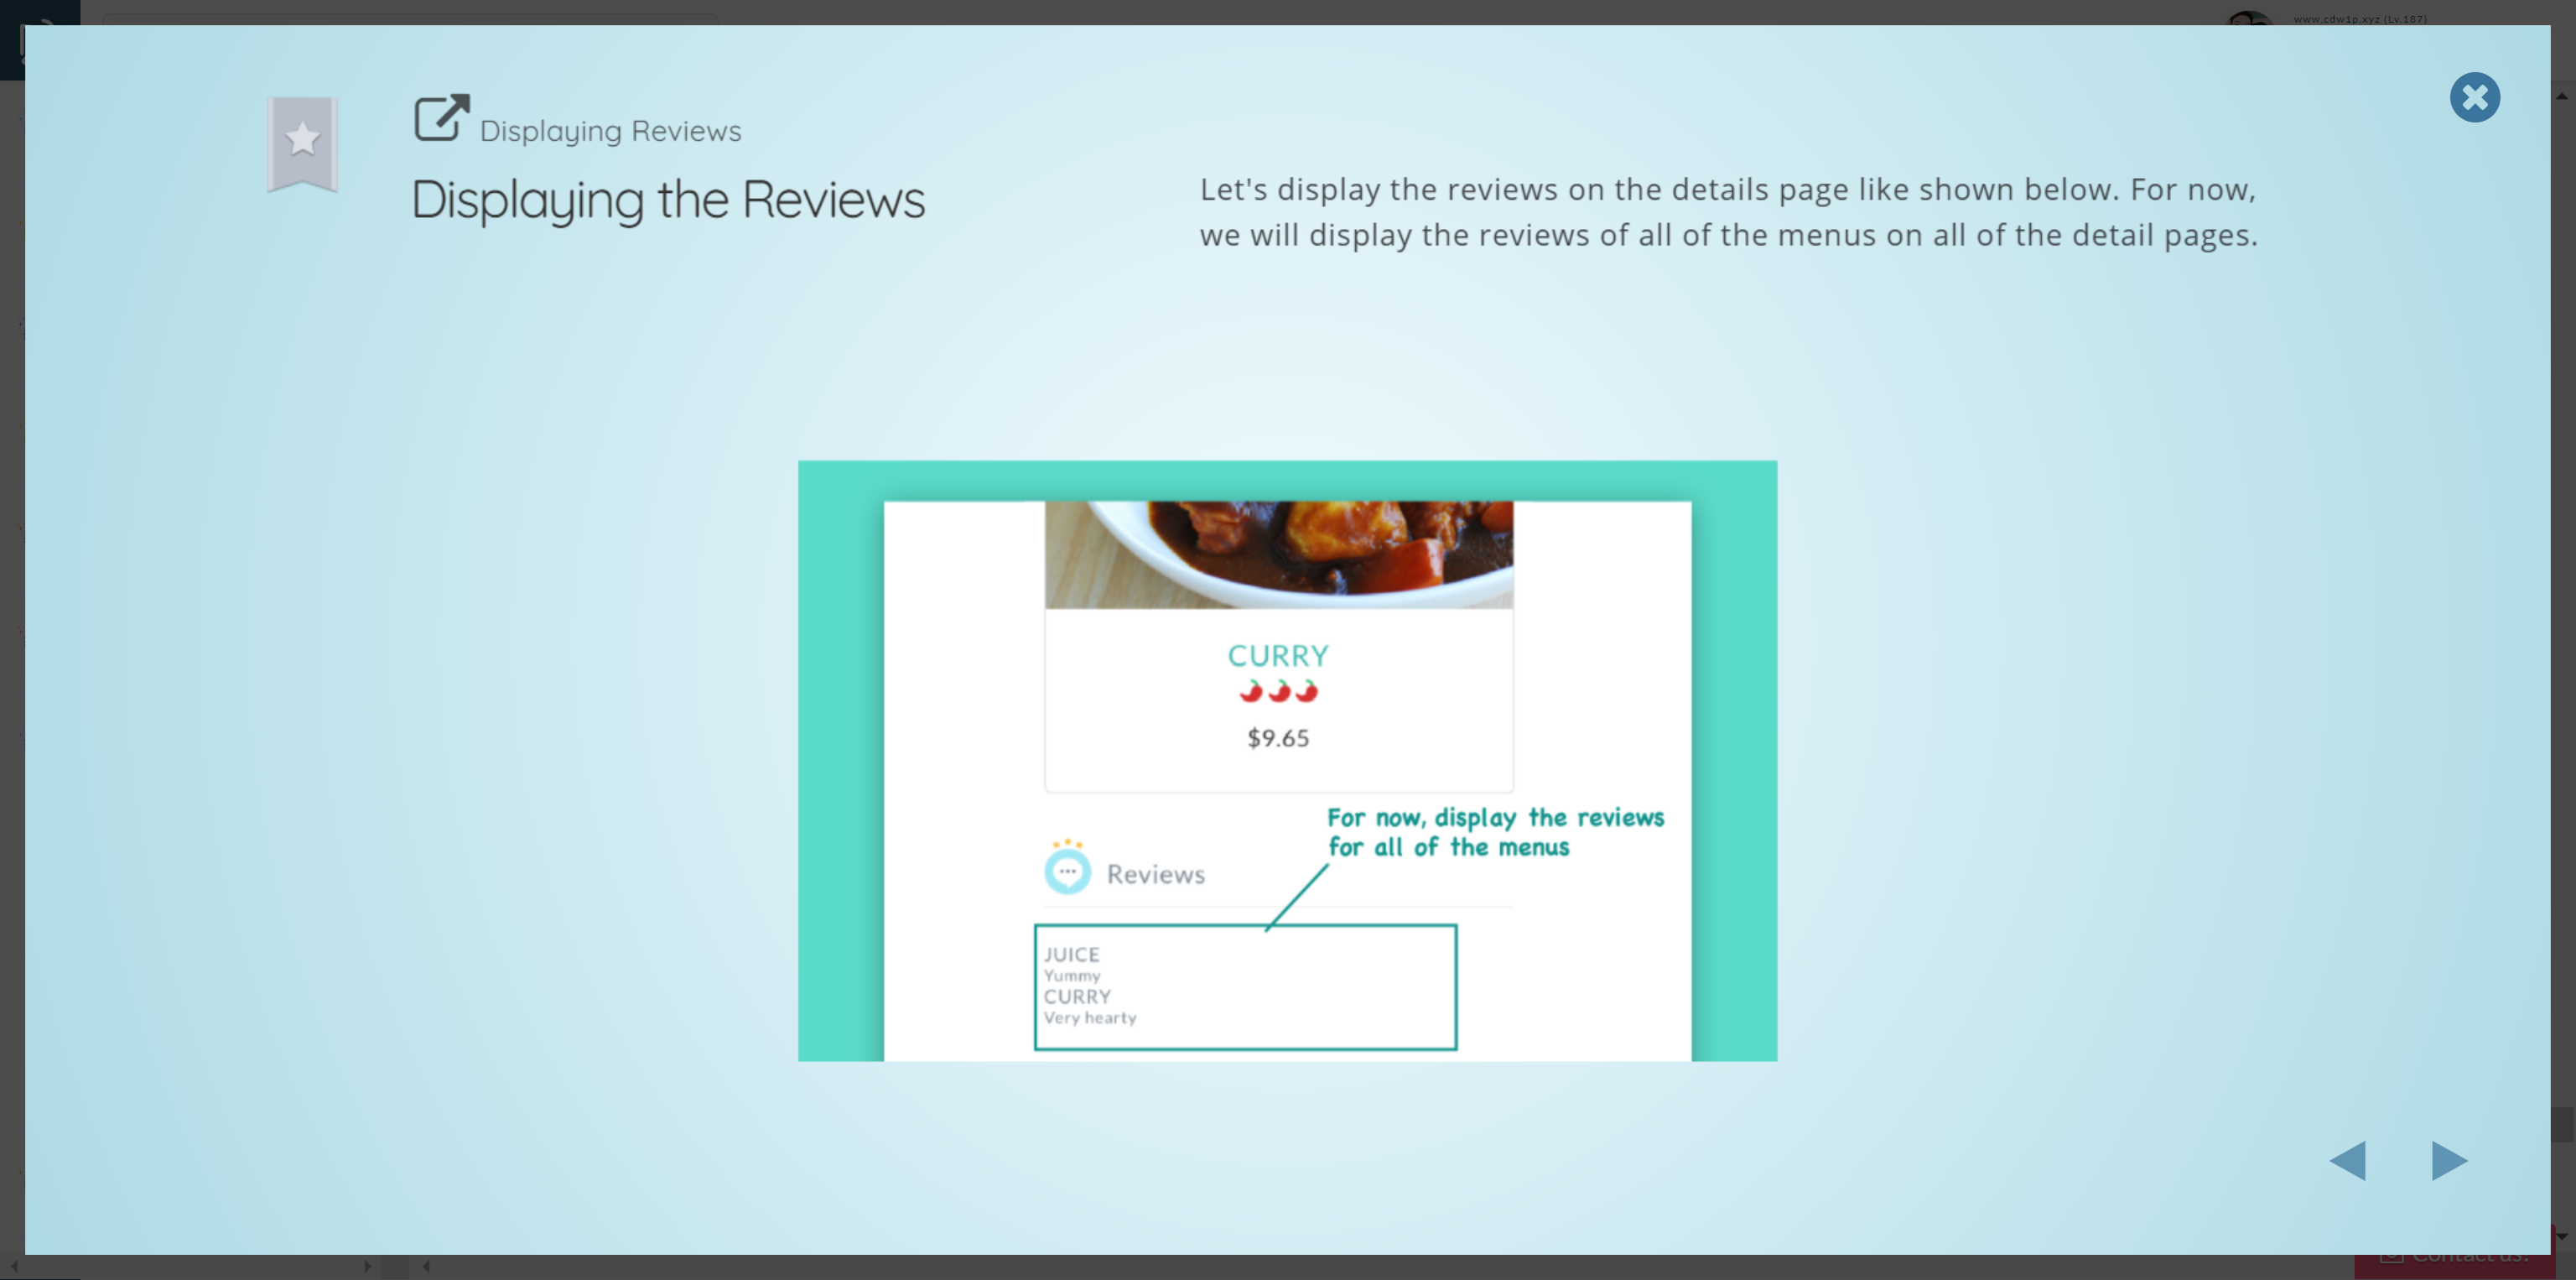 www.cdw1p.xyz (Lv.187)
Displaying Reviews
Displaying the Reviews
Let's display the reviews on the details page like shown below. For now,
we will display the reviews of all of the menus on all of the detail pages.
CURRY
$9.65
For now, display the reviews
for all of the menus
Reviews
JUICE
Yummy
CURRY
Very hearty
Contact us!